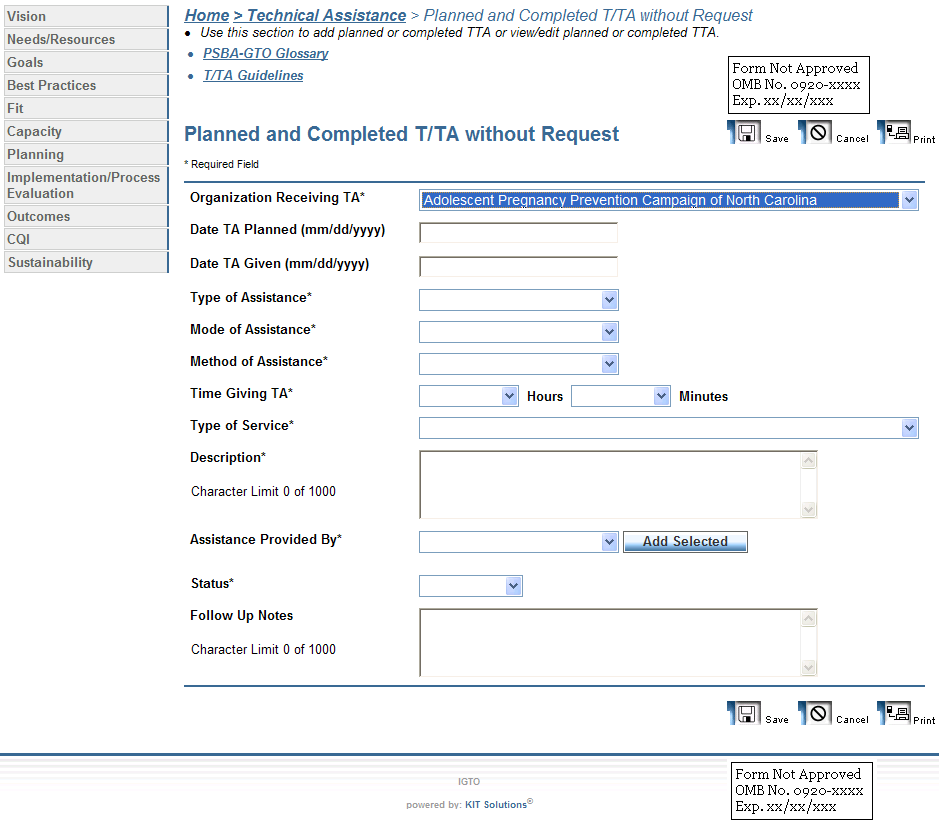 Vision
Needs/Resources
Goals
Best Practices
Fit
Capacity
Planning
Implementation/Process
Evaluation
Outcomes
CQI
Sustainability
Home > Technical Assistance > Planned and Completed T/TA without Request
• Use this section to add planned or completed TTA or view/edit planned or completed TTA.
• PSBA-GTO Glossary
• T/TA Guidelines
Form Not Approved
OMB No. 0920-xxxx
Exp. xx/xx/xxx
Planned and Completed T/TA without Request
Save Cancel Print
* Required Field
Organization Receiving TA* Adolescent Pregnancy Prevention Campaign of North Carolina
Date TA Planned (mm/dd/yyyy)
Date TA Given (mm/dd/yyyy)
Type of Assistance*
Mode of Assistance*
Method of Assistance*
Time Giving TA* Hours Minutes
Type of Service*
Description*
Character Limit 0 of 1000
Assistance Provided By* Add Selected
Status*
Follow Up Notes
Character Limit 0 of 1000
Save Cancel Print
IGTO
powered by: KIT Solutions®
Form Not Approved
OMB No. 0920-xxxx
Exp. xx/xx/xxx